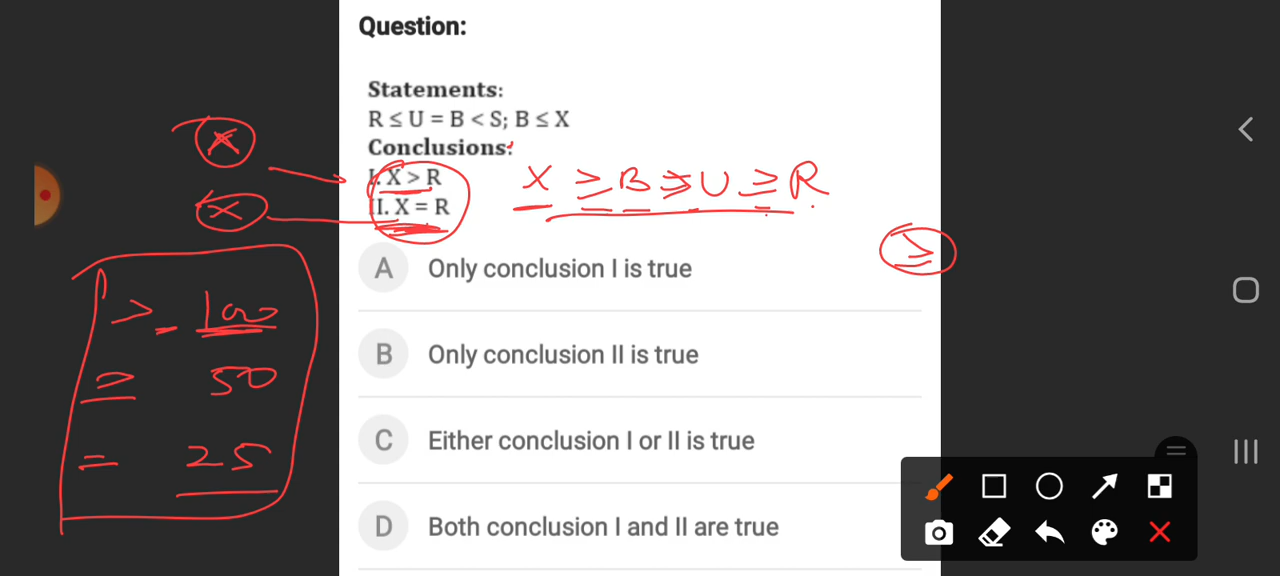 Question:
Statements:
R ≤ U = B < S; B ≤ X
Conclusions:
I. X > R
II. X = R
X ≥ B = U ≥ R
≥
x
x
> 100
≥ 50
= 25
A Only conclusion I is true
B Only conclusion II is true
C Either conclusion I or II is true
D Both conclusion I and II are true